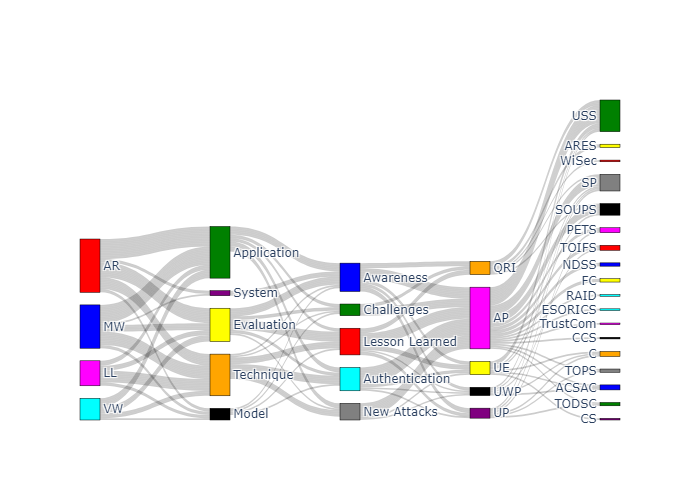 AR
MW
LL
VW
Application
System
Evaluation
Technique
Model
Awareness
Challenges
Lesson Learned
Authentication
New Attacks
QRI
AP
UE
UWP
UP
USS
ARES
WiSec
SP
SOUPS
PETS
TOIFS
NDSS
FC
RAID
ESORICS
TrustCom
CCS
C
TOPS
ACSAC
TODSC
CS